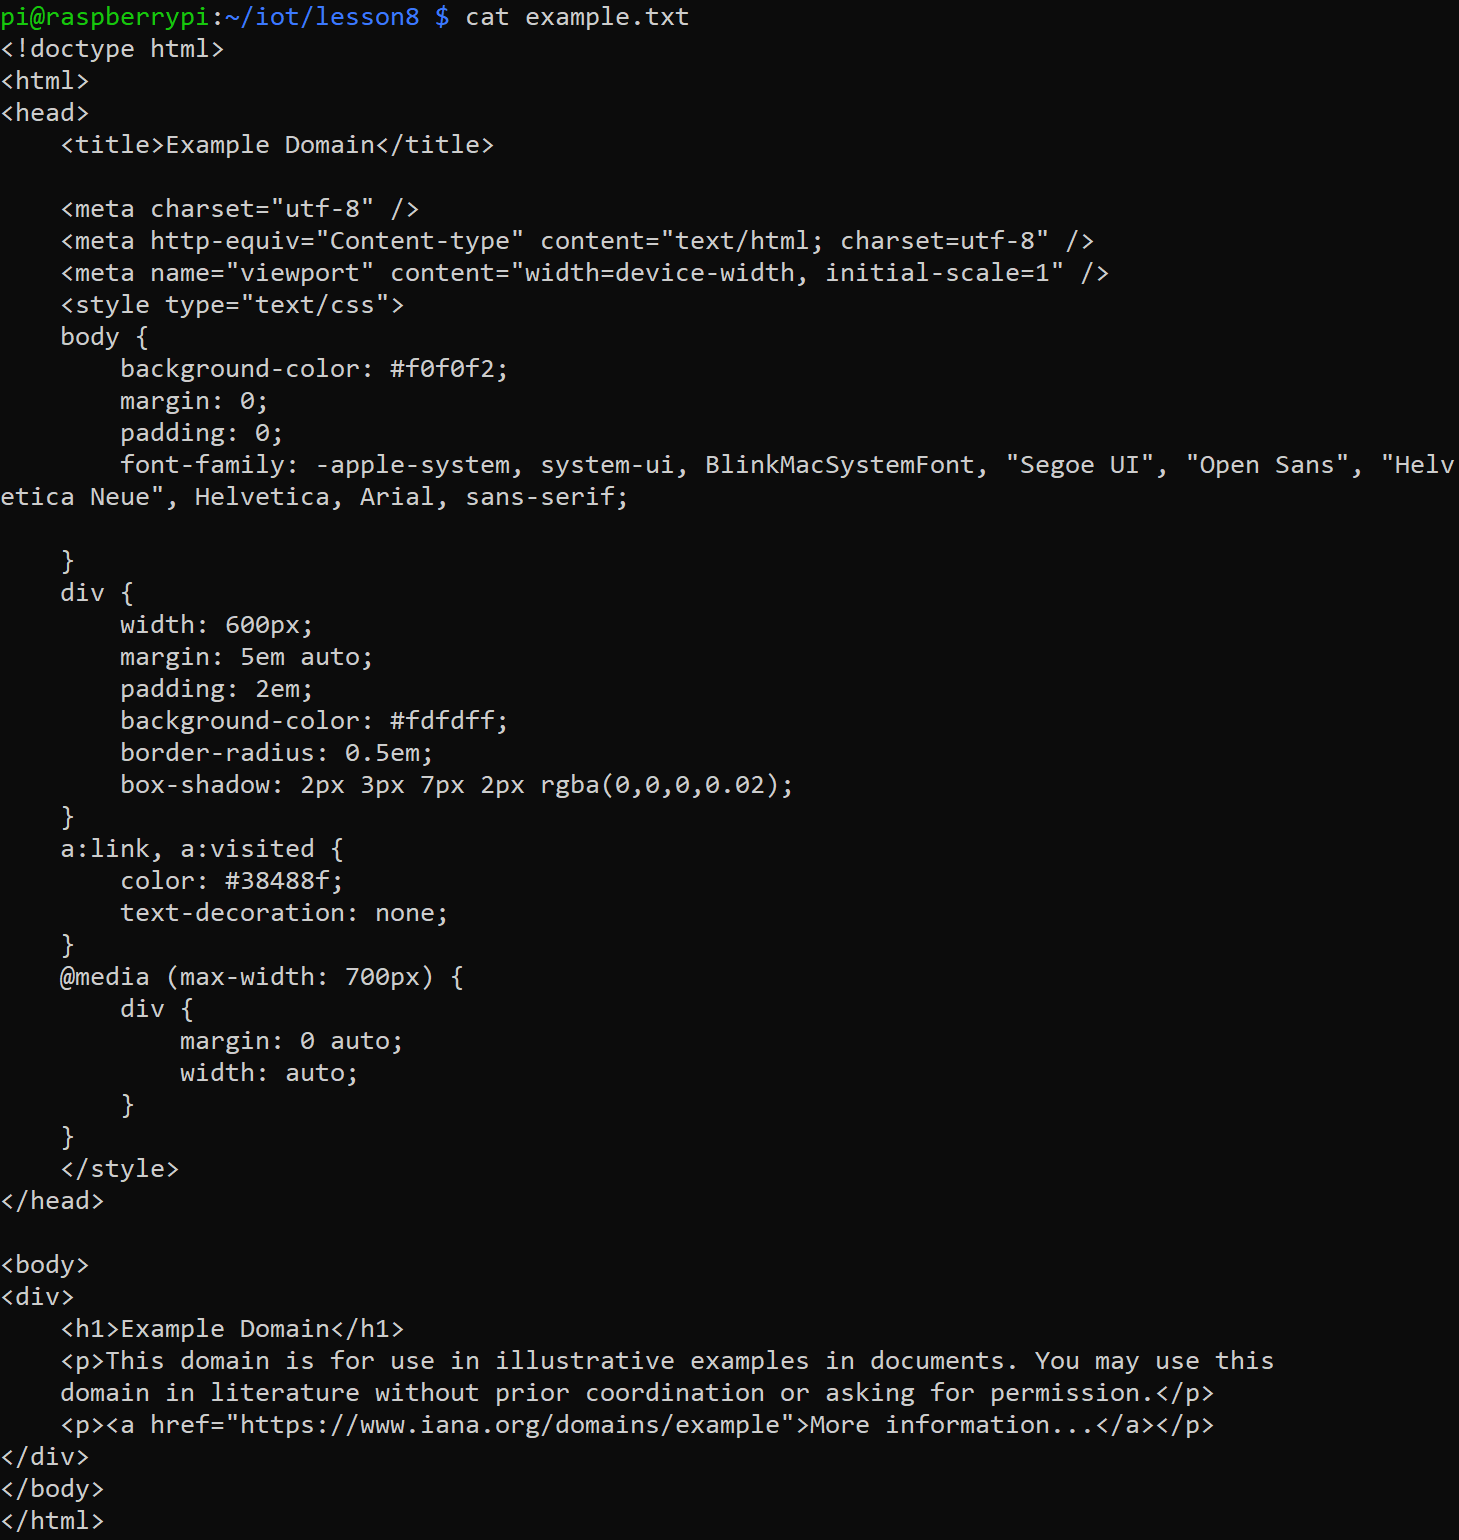 pi@raspberrypi:~/iot/lesson8 $ cat example.txt
<!doctype html>
<html>
<head>
    <title>Example Domain</title>

    <meta charset="utf-8" />
    <meta http-equiv="Content-type" content="text/html; charset=utf-8" />
    <meta name="viewport" content="width=device-width, initial-scale=1" />
    <style type="text/css">
    body {
        background-color: #f0f0f2;
        margin: 0;
        padding: 0;
        font-family: -apple-system, system-ui, BlinkMacSystemFont, "Segoe UI", "Open Sans", "Helv
etica Neue", Helvetica, Arial, sans-serif;

    }
    div {
        width: 600px;
        margin: 5em auto;
        padding: 2em;
        background-color: #fdfdff;
        border-radius: 0.5em;
        box-shadow: 2px 3px 7px 2px rgba(0,0,0,0.02);
    }
    a:link, a:visited {
        color: #38488f;
        text-decoration: none;
    }
    @media (max-width: 700px) {
        div {
            margin: 0 auto;
            width: auto;
        }
    }
    </style>
</head>

<body>
<div>
    <h1>Example Domain</h1>
    <p>This domain is for use in illustrative examples in documents. You may use this
    domain in literature without prior coordination or asking for permission.</p>
    <p><a href="https://www.iana.org/domains/example">More information...</a></p>
</div>
</body>
</html>